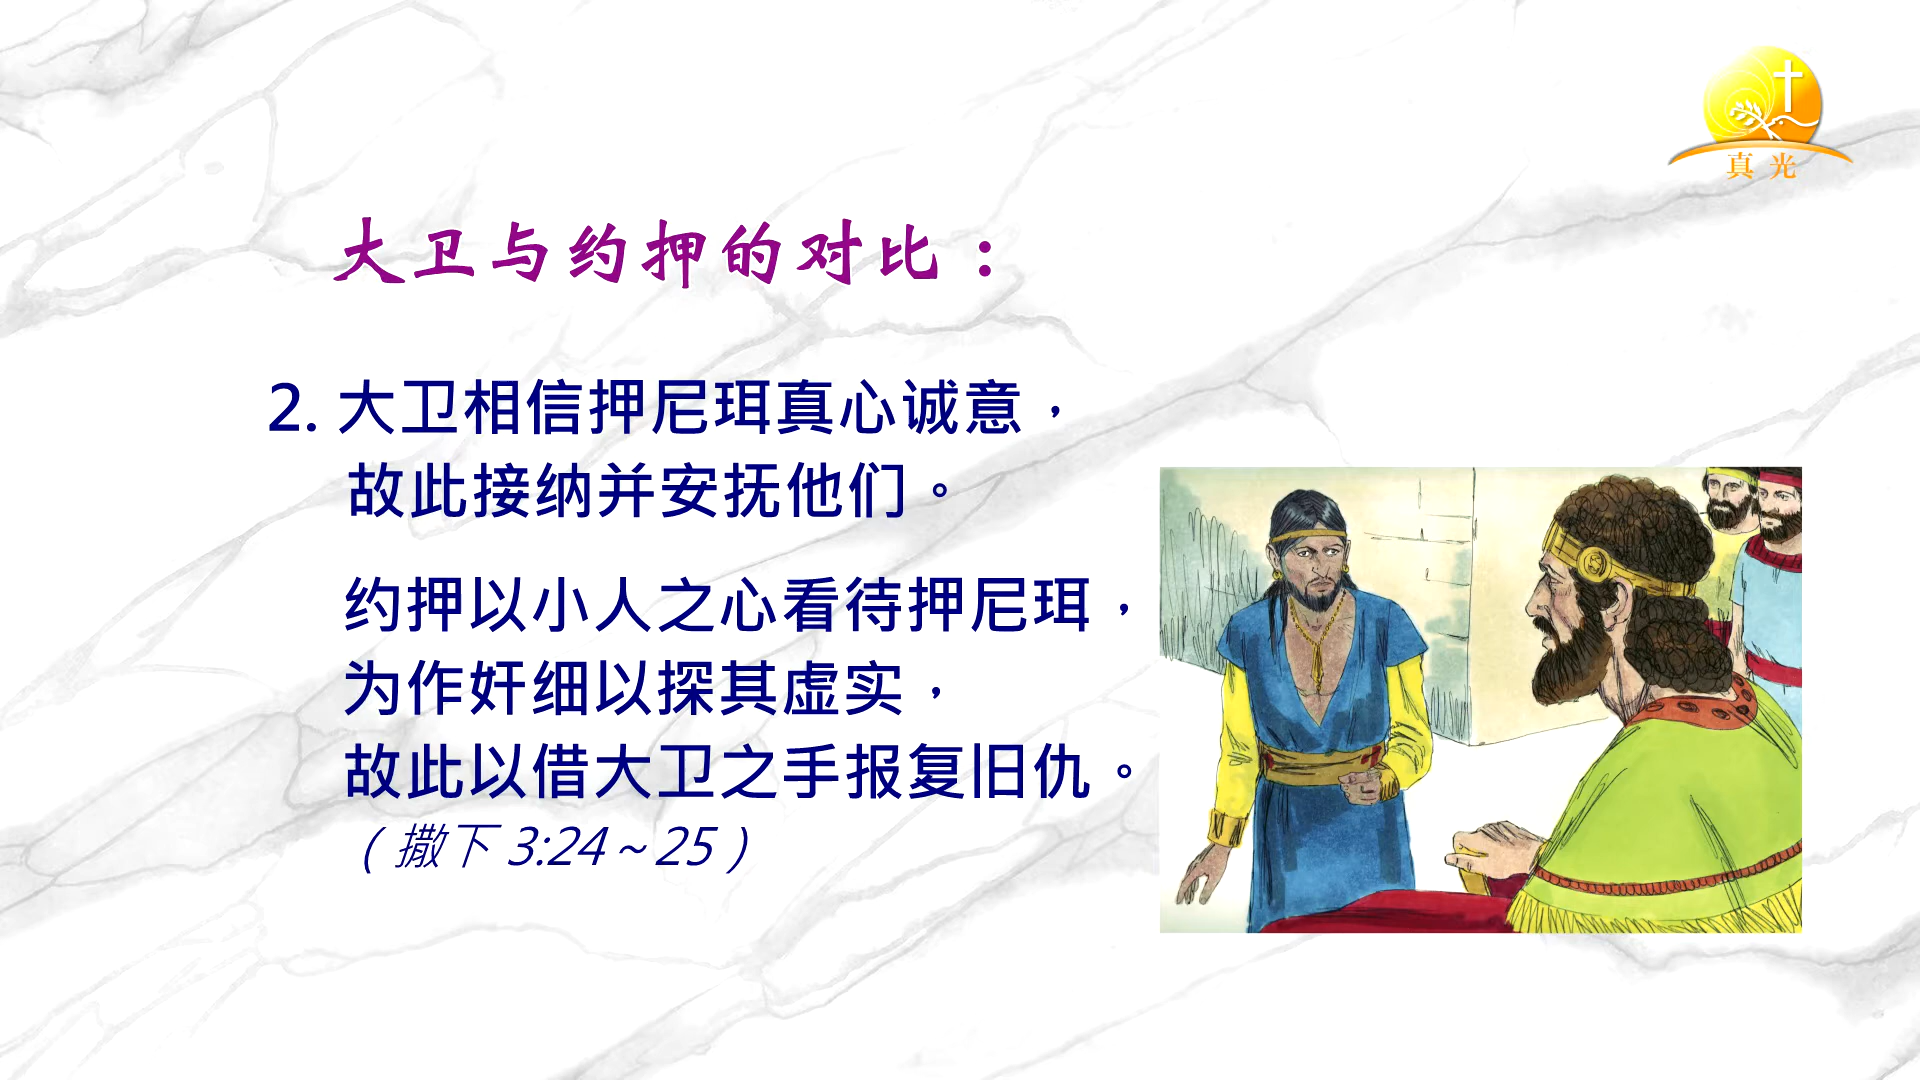 真光
大卫与约押的对比：
2. 大卫相信押尼珥真心诚意，
故此接纳并安抚他们。
约押以小人之心看待押尼珥，
为作奸细以探其虚实，
故此以借大卫之手报复旧仇。
（撒下 3:24～25）